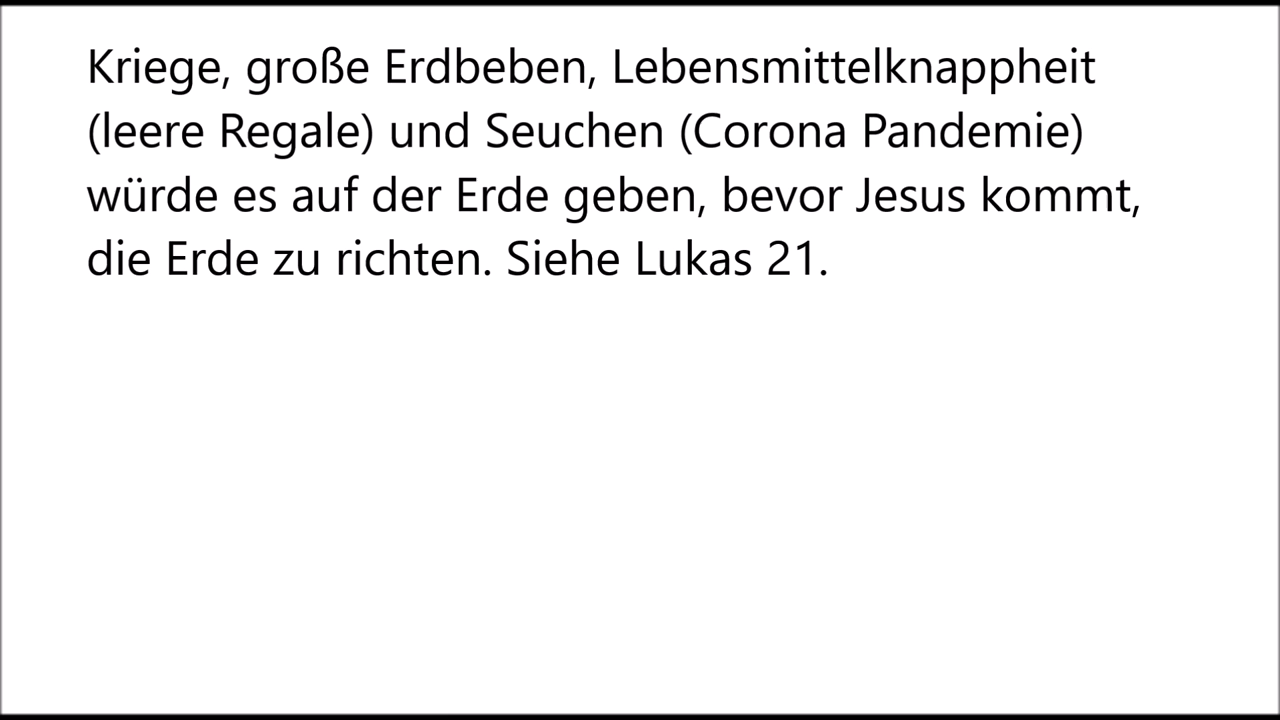 Kriege, große Erdbeben, Lebensmittelknappheit
(leere Regale) und Seuchen (Corona Pandemie)
würde es auf der Erde geben, bevor Jesus kommt,
die Erde zu richten. Siehe Lukas 21.